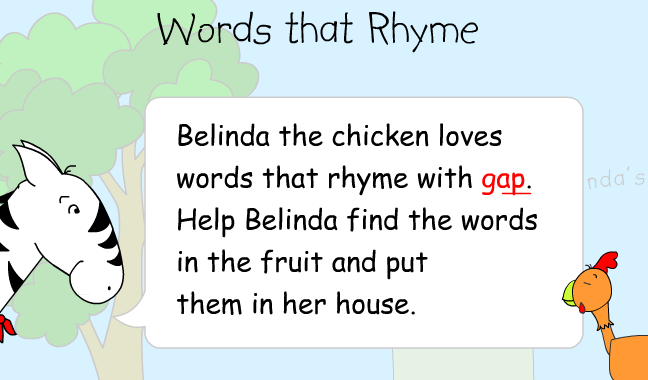 Words that Rhyme
Belinda the chicken loves
words that rhyme with gap.
nda's
Help Belinda find the words
in the fruit and put
them in her house.